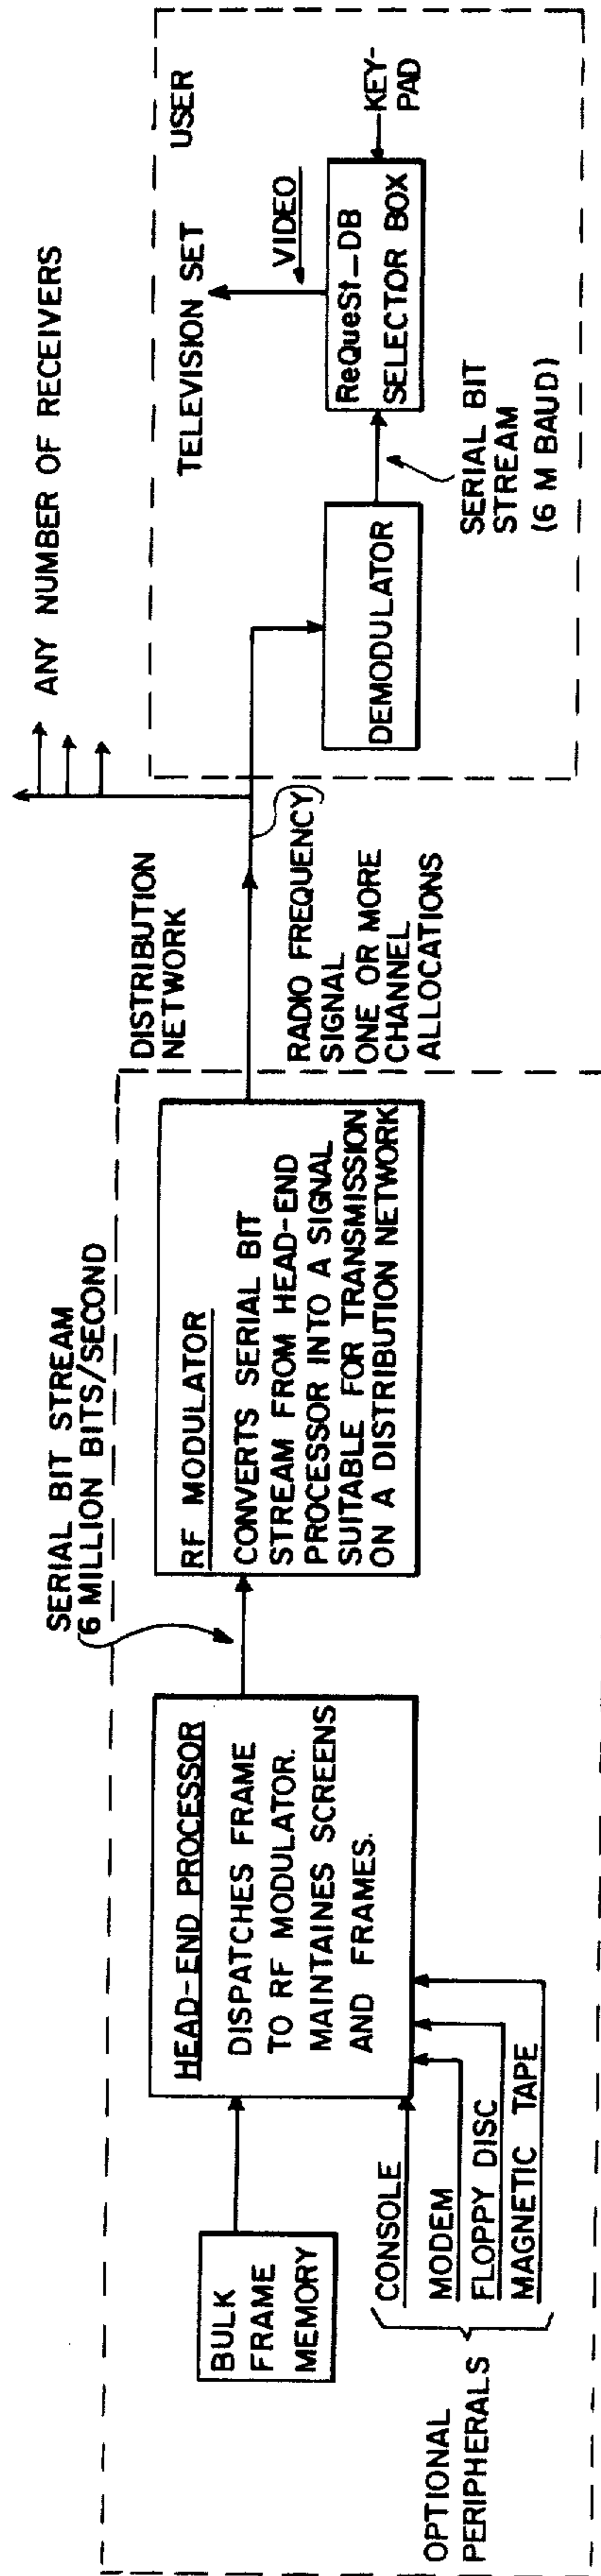 BULK
FRAME
MEMORY
OPTIONAL
PERIPHERALS
CONSOLE
MODEM
FLOPPY DISC
MAGNETIC TAPE
HEAD-END PROCESSOR
DISPATCHES FRAME
TO RF MODULATOR.
MAINTAINES SCREENS
AND FRAMES.
SERIAL BIT STREAM
6 MILLION BITS/SECOND
RF MODULATOR
CONVERTS SERIAL BIT
STREAM FROM HEAD-END
PROCESSOR INTO A SIGNAL
SUITABLE FOR TRANSMISSION
ON A DISTRIBUTION NETWORK
DISTRIBUTION
NETWORK
RADIO FREQUENCY
SIGNAL
ONE OR MORE
CHANNEL
ALLOCATIONS
ANY NUMBER OF RECEIVERS
USER
TELEVISION SET
VIDEO
DEMODULATOR
SERIAL BIT
STREAM
(6 M BAUD)
ReQueSt-DB
SELECTOR BOX
KEY-
PAD